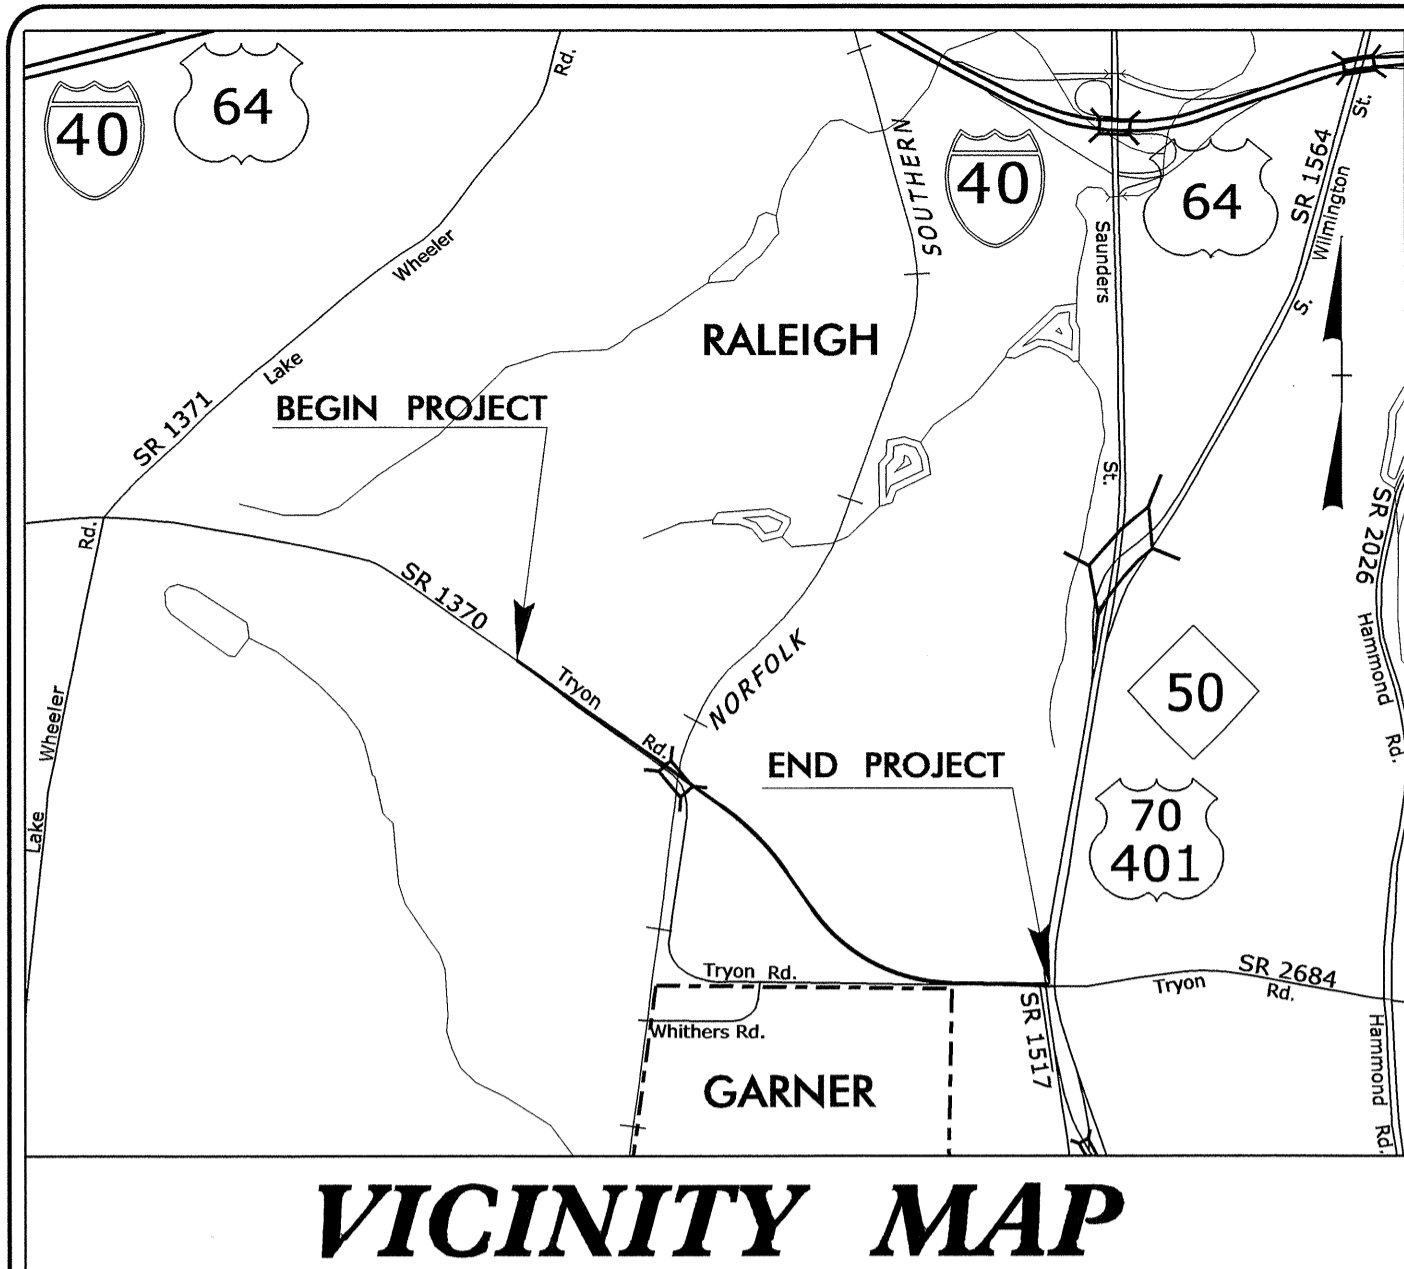 Rd.
40
64
SOUTHERN
40
64
SR 1564
St.
Wilmington
S.
Wheeler
Saunders
RALEIGH
Lake
SR 1371
BEGIN PROJECT
St.
Rd.
SR 2026
SR 1370
Hammond
Rd.
Tryon
Rd.
NORFOLK
50
Wheeler
Lake
END PROJECT
70
401
Tryon Rd.
SR 2684
Tryon
Rd.
Whithers Rd.
SR 1517
Hammond
Rd.
GARNER
VICINITY MAP